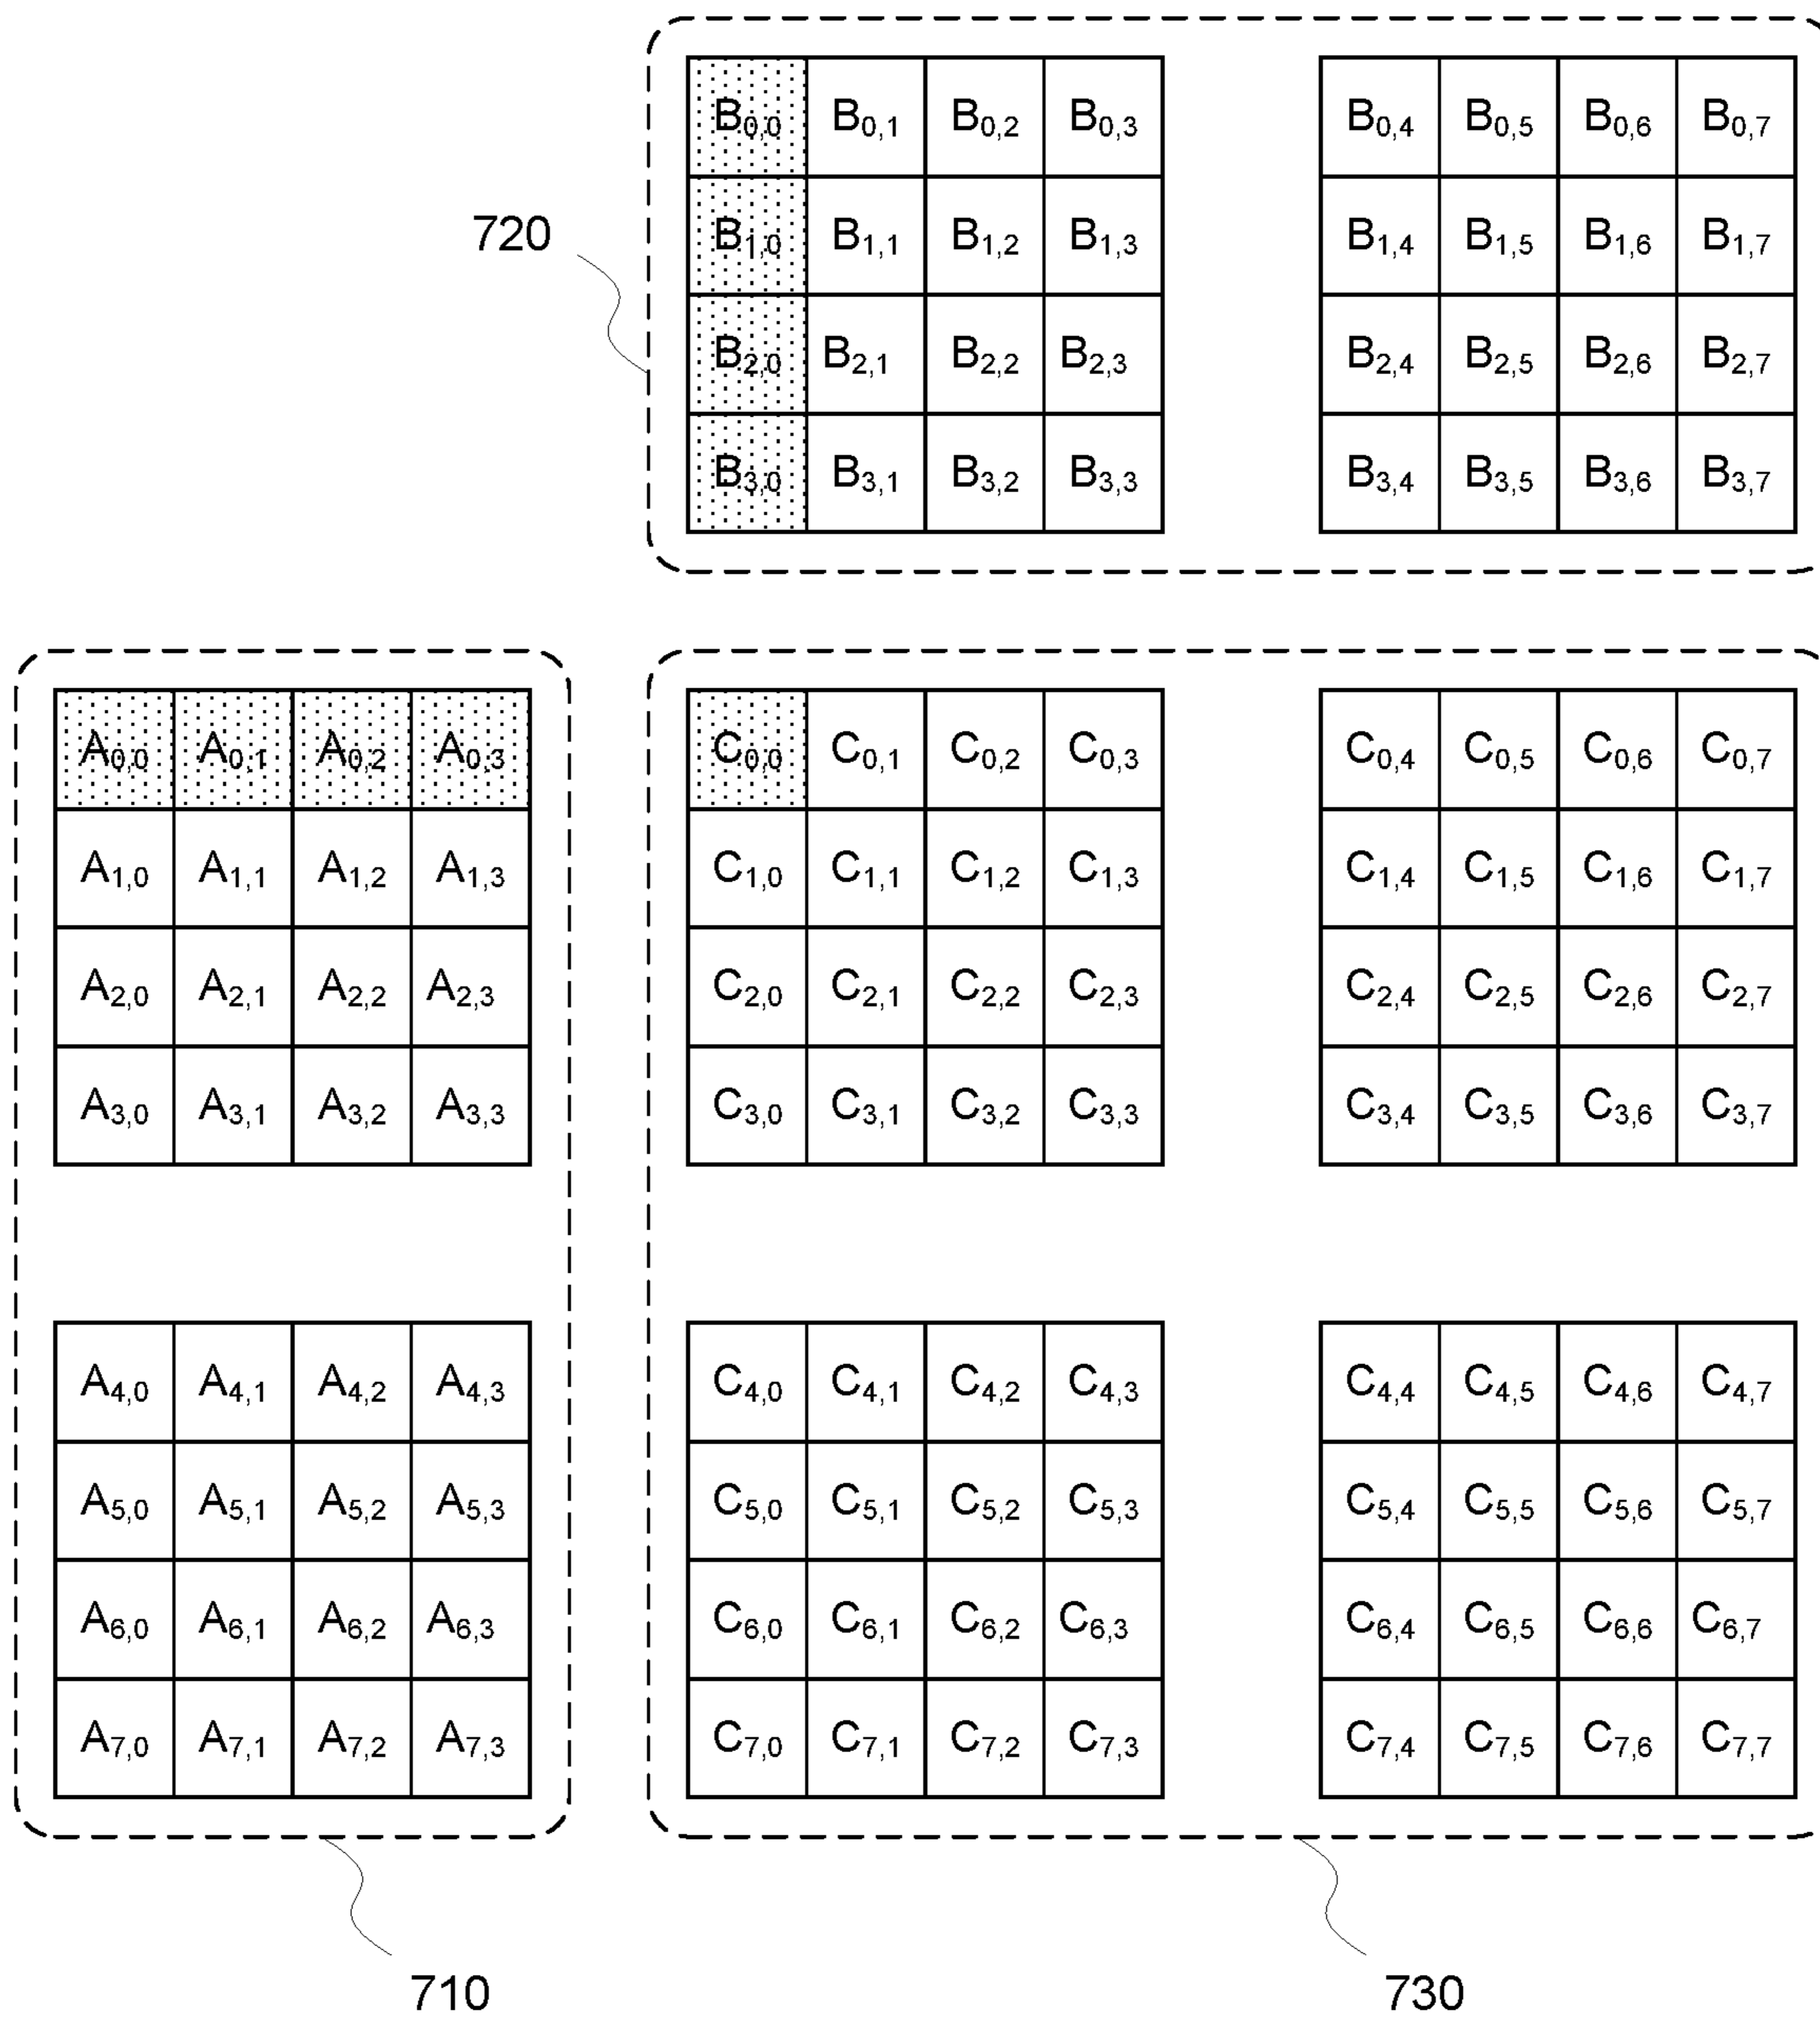 B0,0 B0,1 B0,2 B0,3 B0,4 B0,5 B0,6 B0,7
B1,0 B1,1 B1,2 B1,3 B1,4 B1,5 B1,6 B1,7
720
B2,0 B2,1 B2,2 B2,3 B2,4 B2,5 B2,6 B2,7
B3,0 B3,1 B3,2 B3,3 B3,4 B3,5 B3,6 B3,7
A0,0 A0,1 A0,2 A0,3 C0,0 C0,1 C0,2 C0,3 C0,4 C0,5 C0,6 C0,7
A1,0 A1,1 A1,2 A1,3 C1,0 C1,1 C1,2 C1,3 C1,4 C1,5 C1,6 C1,7
A2,0 A2,1 A2,2 A2,3 C2,0 C2,1 C2,2 C2,3 C2,4 C2,5 C2,6 C2,7
A3,0 A3,1 A3,2 A3,3 C3,0 C3,1 C3,2 C3,3 C3,4 C3,5 C3,6 C3,7
A4,0 A4,1 A4,2 A4,3 C4,0 C4,1 C4,2 C4,3 C4,4 C4,5 C4,6 C4,7
A5,0 A5,1 A5,2 A5,3 C5,0 C5,1 C5,2 C5,3 C5,4 C5,5 C5,6 C5,7
A6,0 A6,1 A6,2 A6,3 C6,0 C6,1 C6,2 C6,3 C6,4 C6,5 C6,6 C6,7
A7,0 A7,1 A7,2 A7,3 C7,0 C7,1 C7,2 C7,3 C7,4 C7,5 C7,6 C7,7
710 730